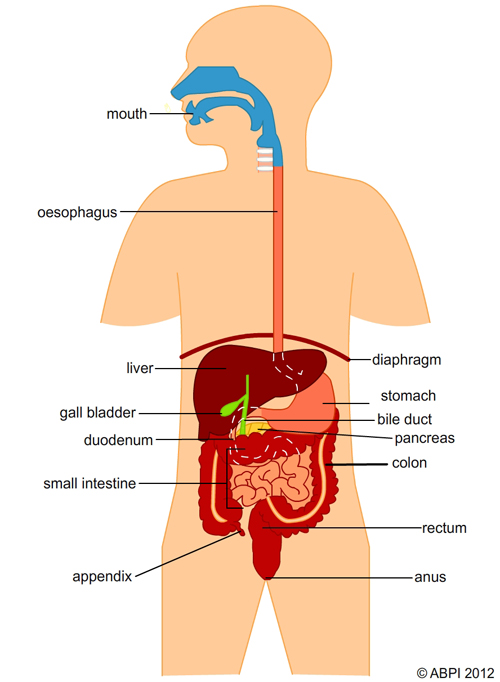 mouth
oesophagus
diaphragm
liver
stomach
gall bladder
bile duct
duodenum
pancreas
colon
small intestine
rectum
appendix
anus
© ABPI 2012